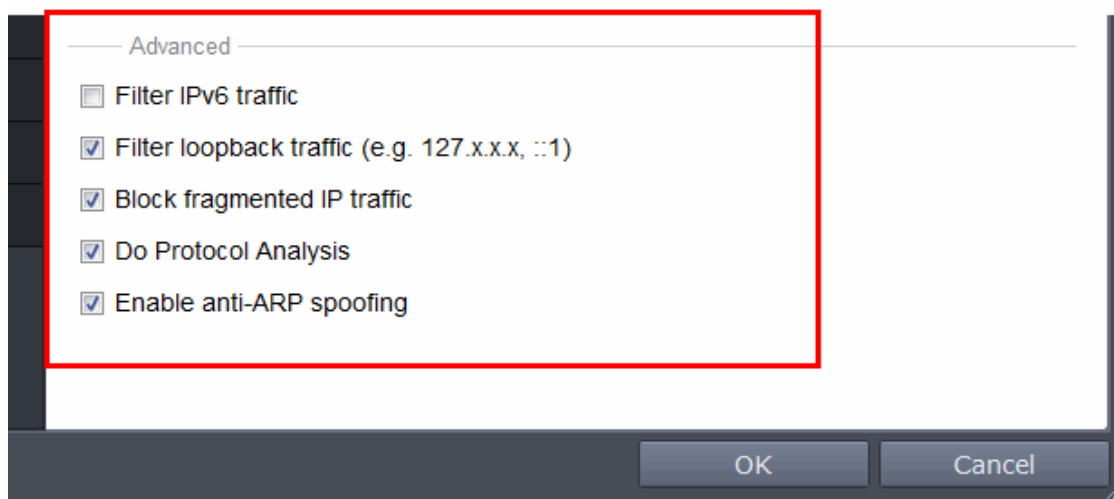 Advanced
Filter IPv6 traffic
Filter loopback traffic (e.g. 127.x.x.x, ::1)
Block fragmented IP traffic
Do Protocol Analysis
Enable anti-ARP spoofing
OK Cancel